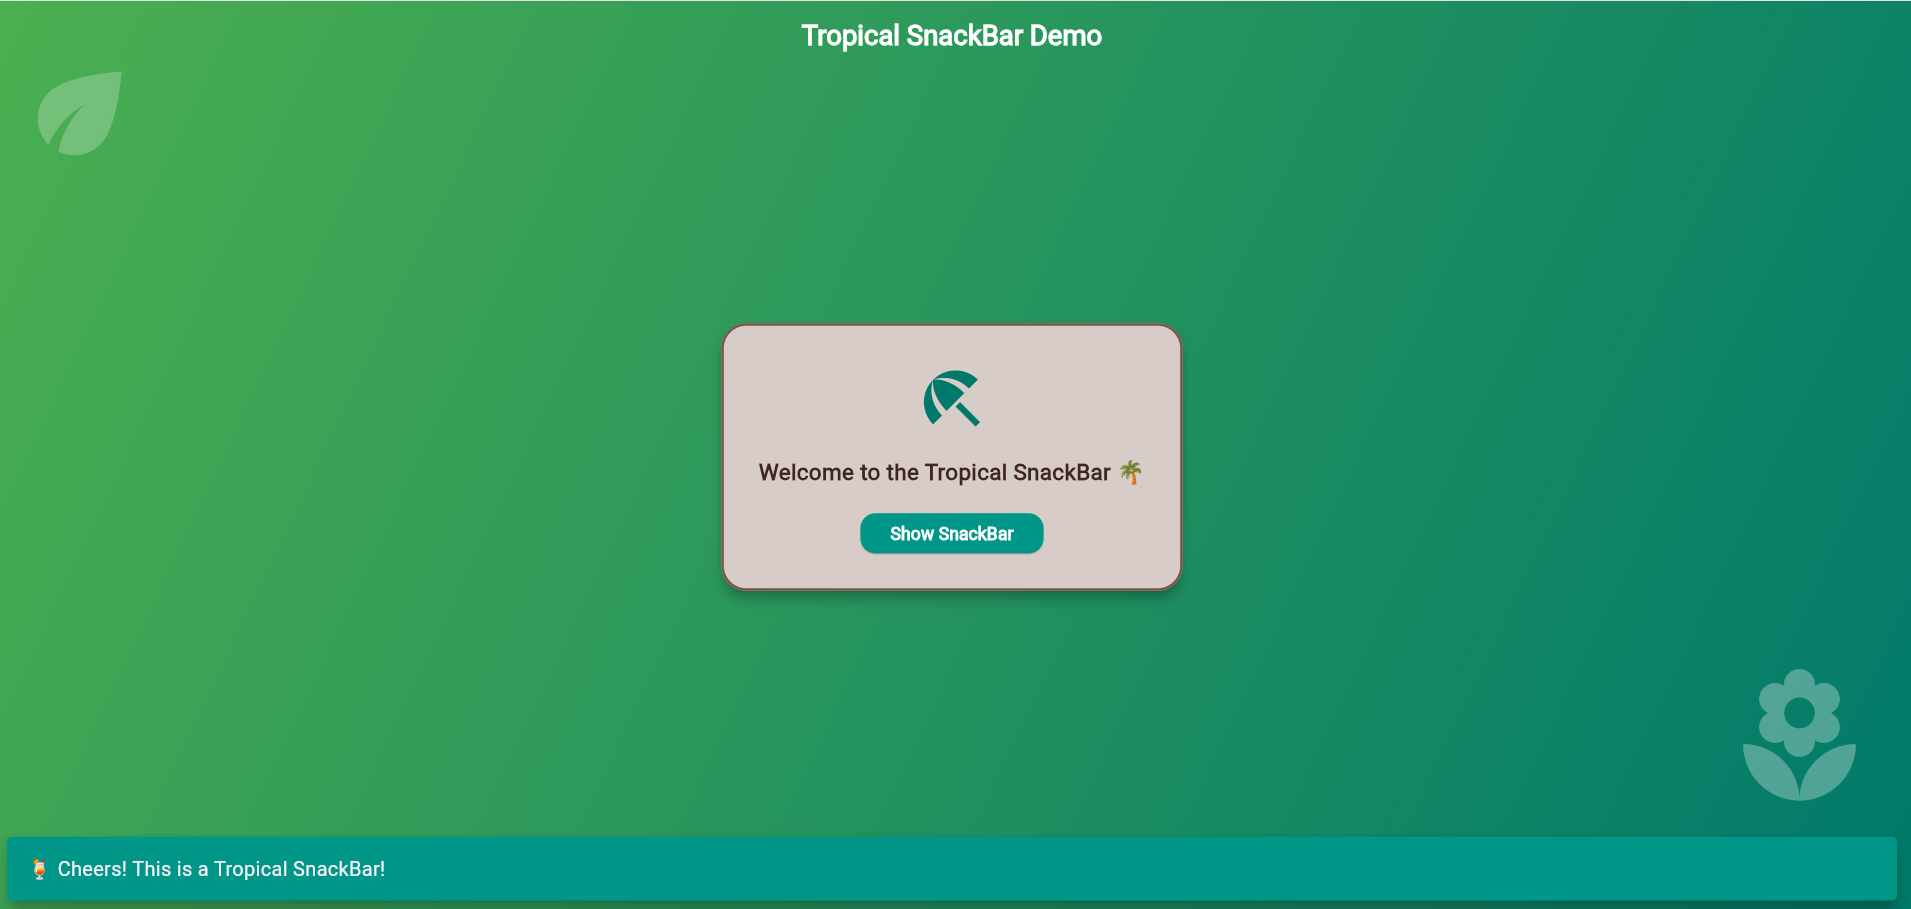 Tropical SnackBar Demo
Welcome to the Tropical SnackBar 🌴
Show SnackBar
🍹 Cheers! This is a Tropical SnackBar!